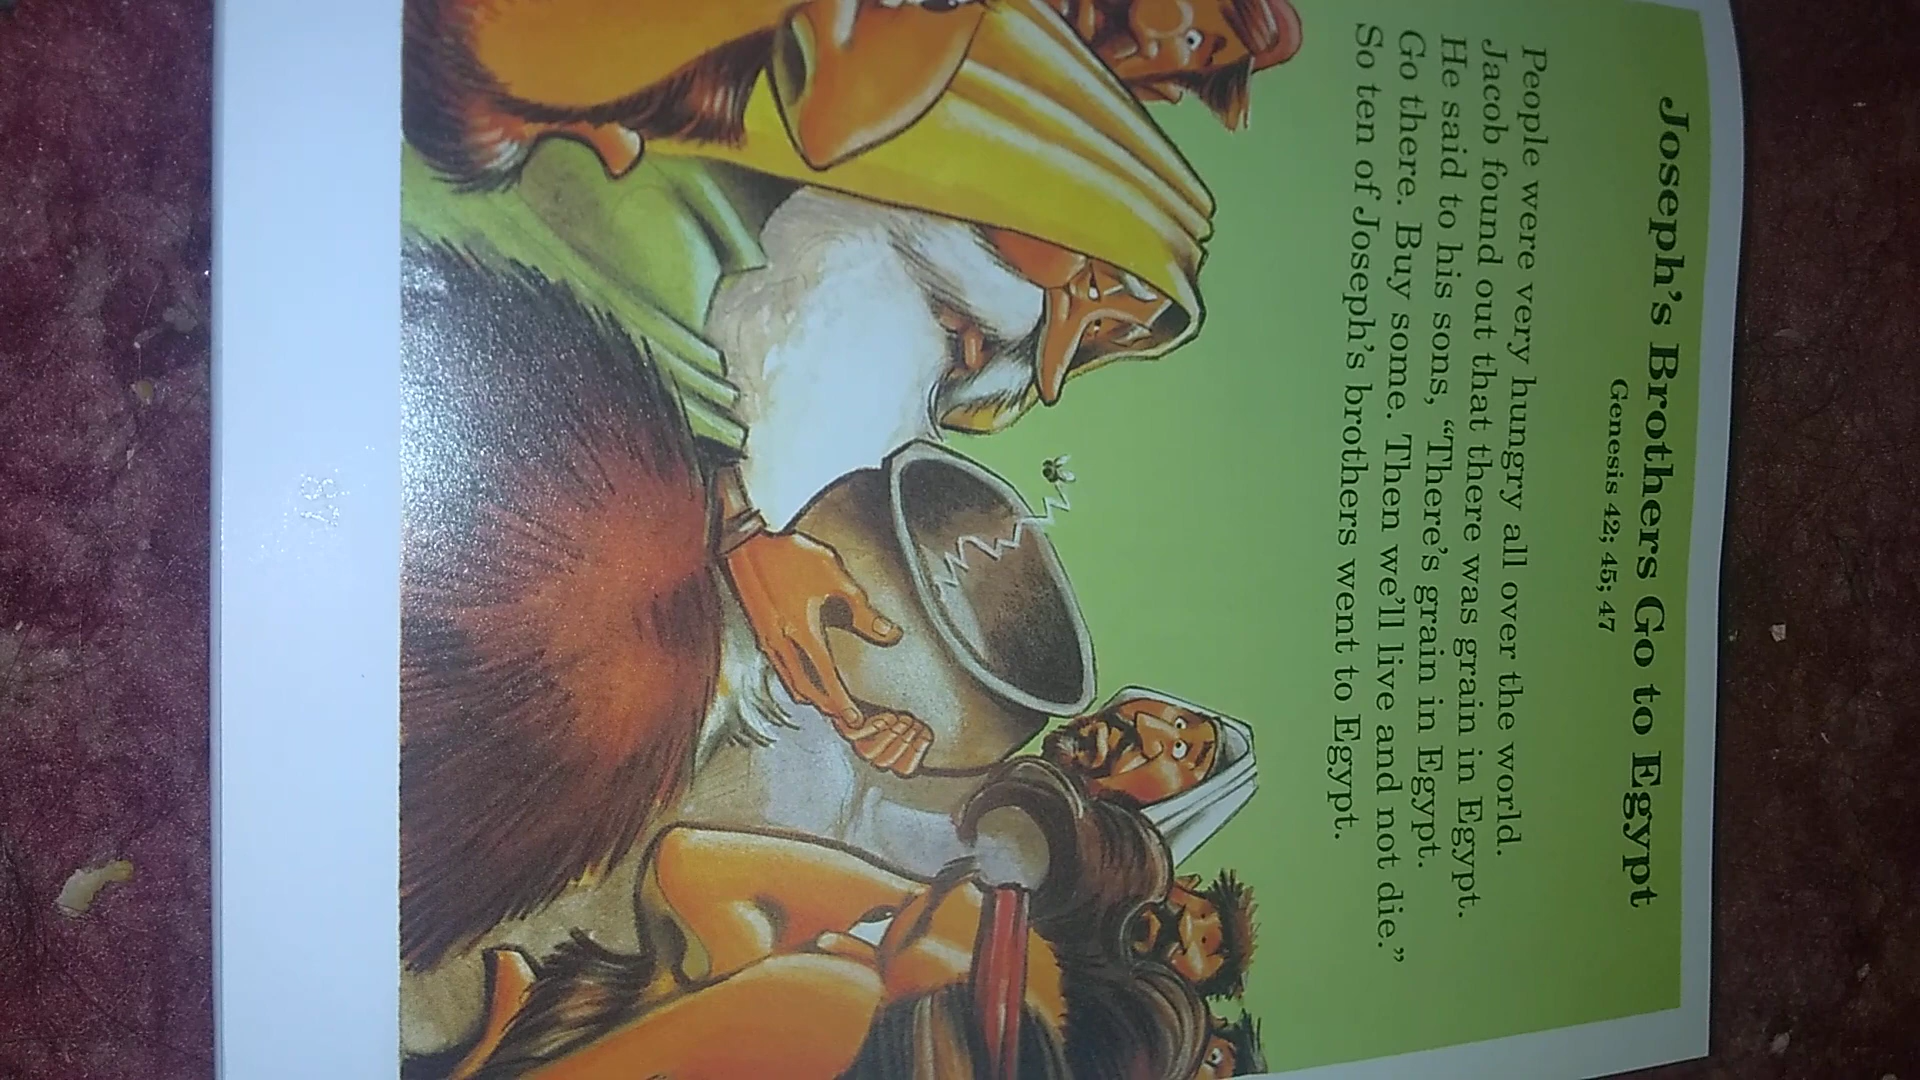 Joseph's Brothers Go to Egypt
Genesis 42; 45; 47
People were very hungry all over the world.
Jacob found out that there was grain in Egypt.
He said to his sons, “There's grain in Egypt.
Go there. Buy some. Then we'll live and not die.”
So ten of Joseph's brothers went to Egypt.
87